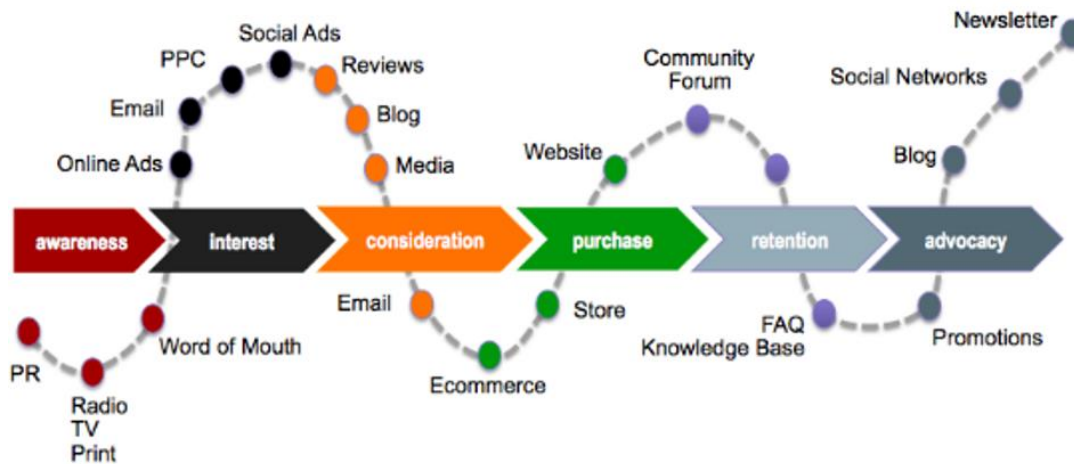 Newsletter
Social Ads
PPC
Reviews
Community
Forum
Social Networks
Email
Blog
Online Ads
Media
Website
Blog
awareness
interest
consideration
purchase
retention
advocacy
Email
Store
FAQ
Knowledge Base
Promotions
Word of Mouth
PR
Ecommerce
Radio
TV
Print